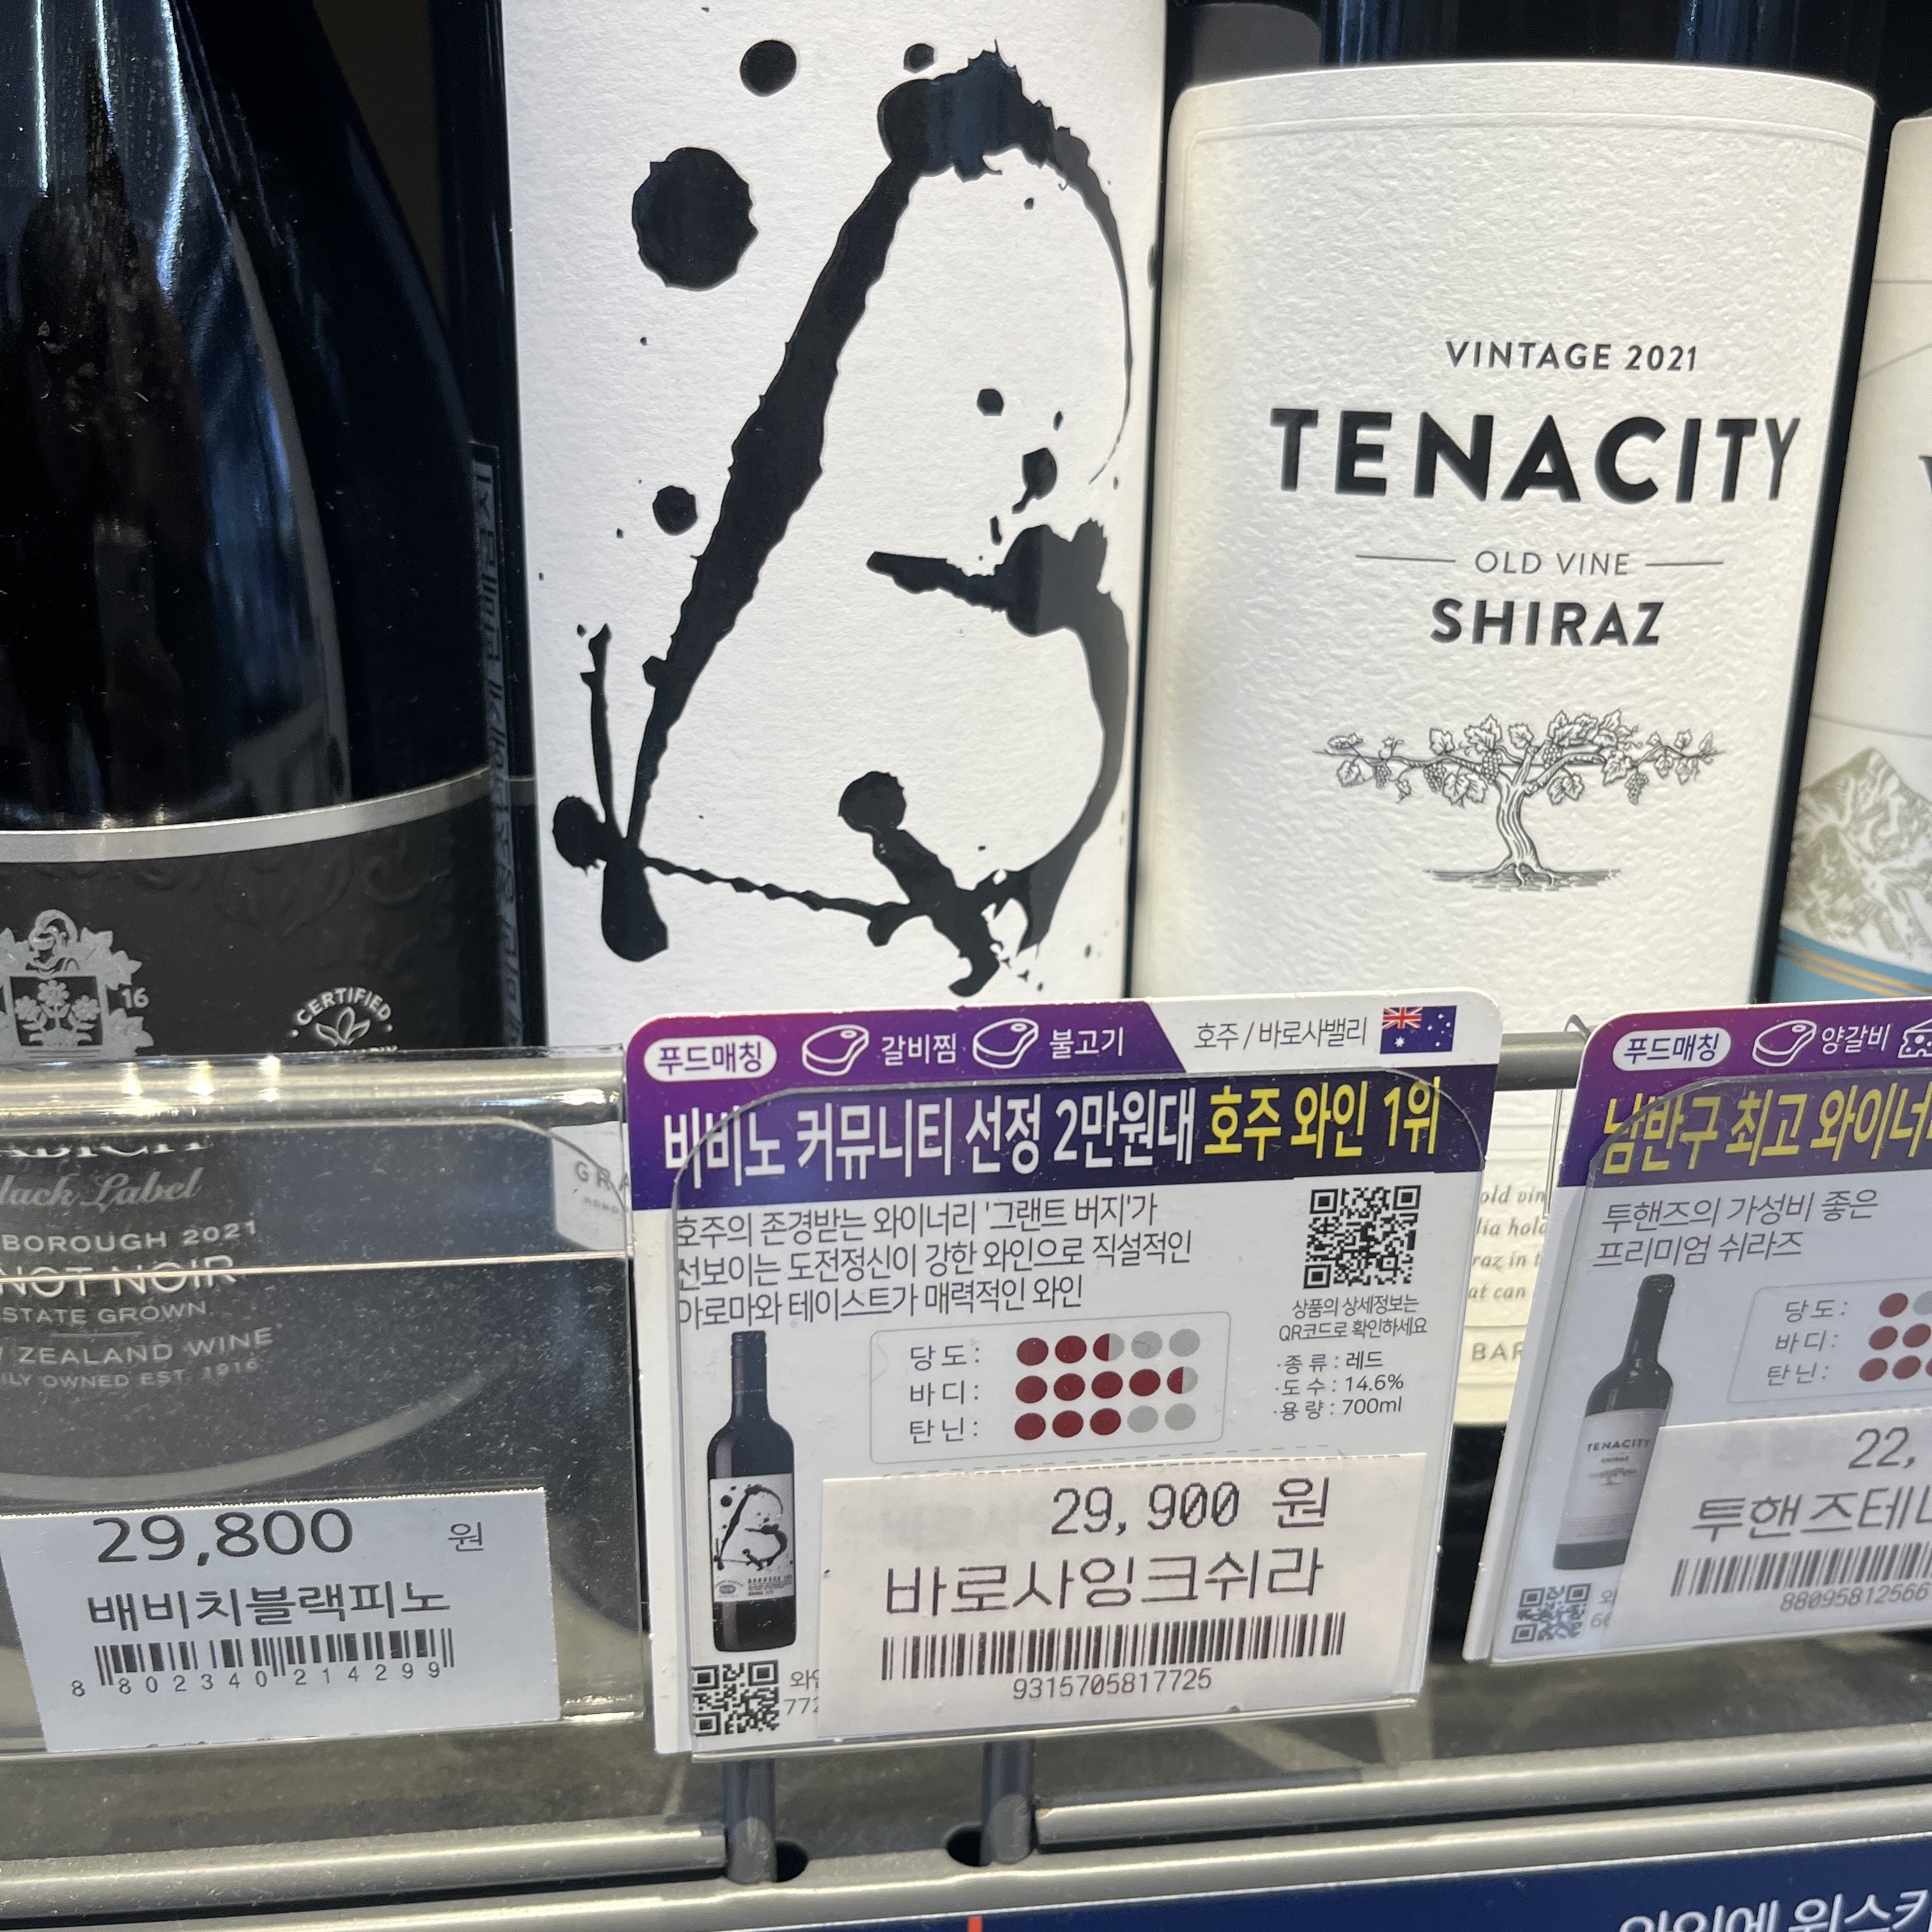 VINTAGE 2021
TENACITY
OLD VINE
SHIRAZ
16
CERTIFIED
Black Label
2021
PINOT NOIR
ESTATE GROWN
ZEALAND WINE
OWNED EST. 1916
29,800 원
배비치블랙피노
8 802340 214299
푸드매칭 갈비찜 불고기 호주 / 바로사밸리
비비노 커뮤니티 선정 2만원대 호주 와인 1위
호주의 존경받는 와이너리 '그랜트 버지'가
선보이는 도전정신이 강한 와인으로 직설적인
아로마와 테이스트가 매력적인 와인
상품의 상세정보는
QR코드로 확인하세요
당도:
바디:
탄닌:
·종류 : 레드
·도수 : 14.6%
·용량 : 700ml
29,900 원
바로사잉크쉬라
9315705817725
푸드매칭 양갈비
남반구 최고 와이너
투핸즈의 가성비 좋은
프리미엄 쉬라즈
당도:
바디:
탄닌:
TENACITY
SHIRAZ
22,
투핸즈테
88095812566
old vin